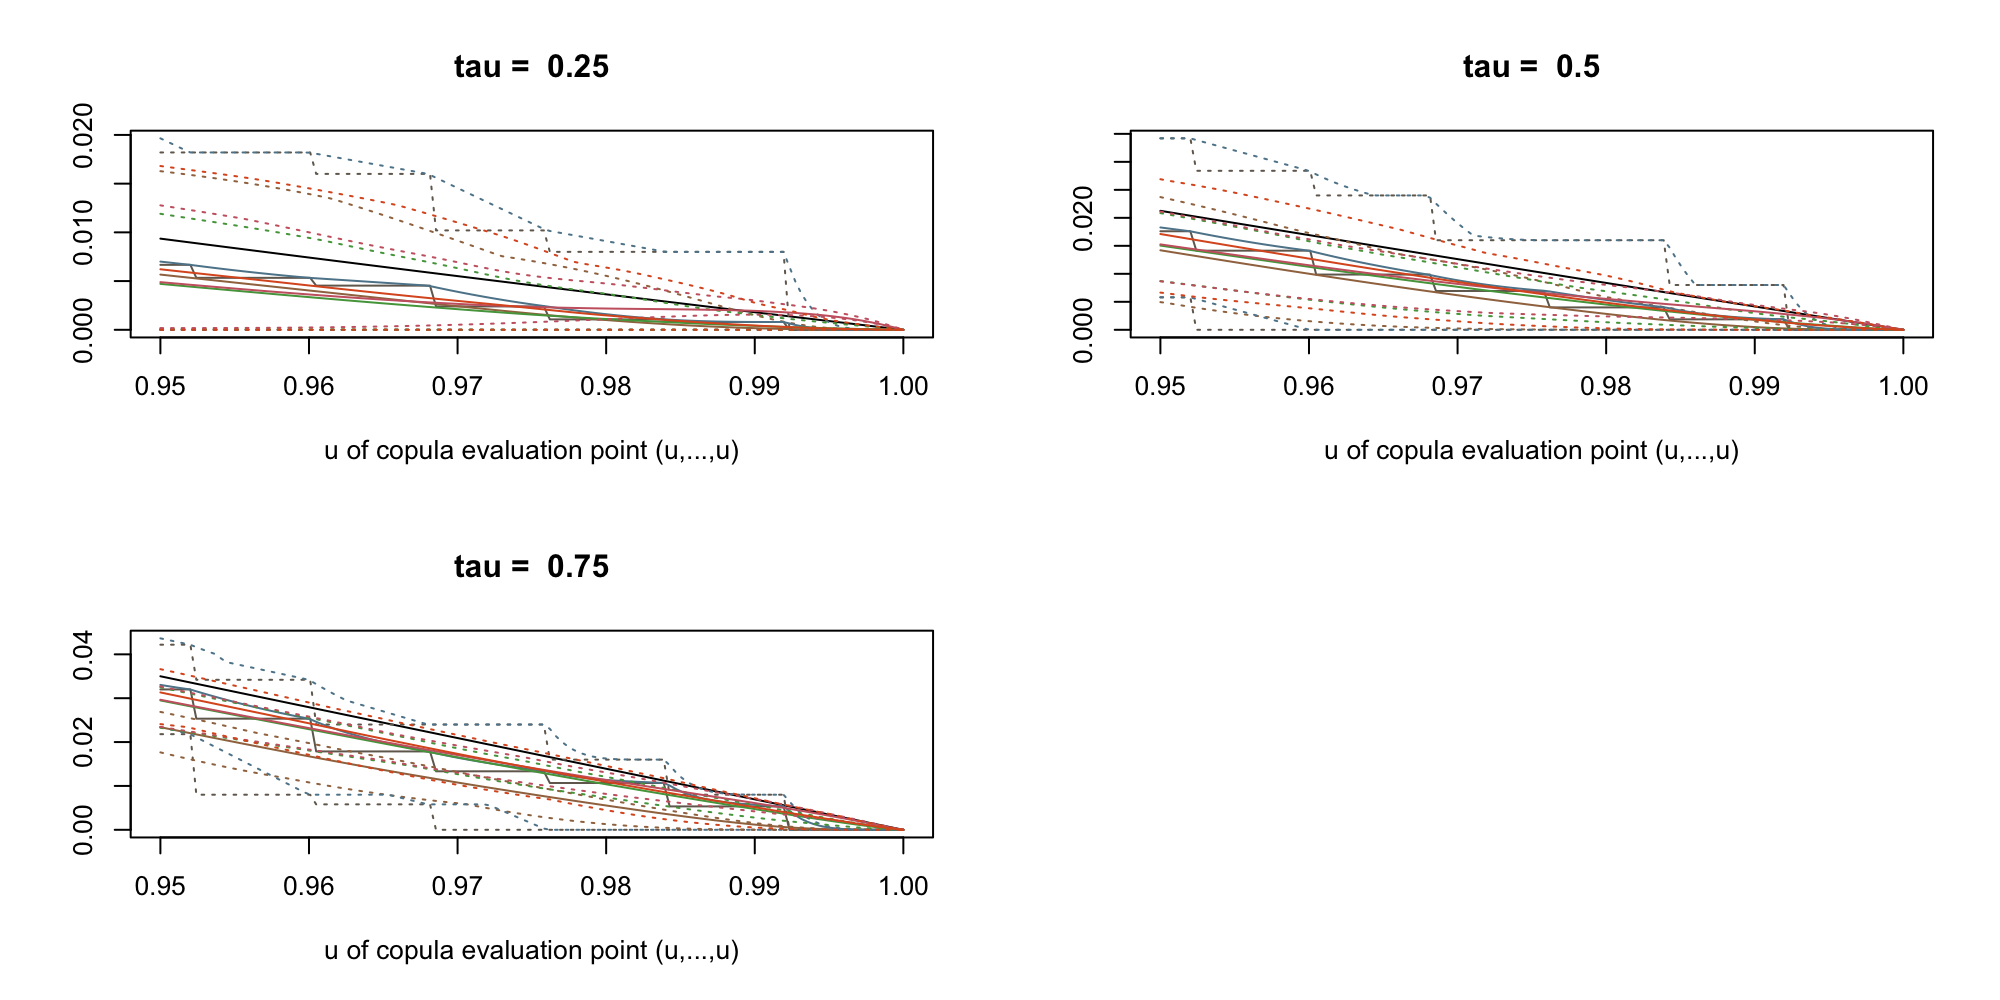 tau =  0.25
0.020
0.010
0.000
0.95 0.96 0.97 0.98 0.99 1.00
u of copula evaluation point (u,...,u)
tau =  0.5
0.020
0.000
0.95 0.96 0.97 0.98 0.99 1.00
u of copula evaluation point (u,...,u)
tau =  0.75
0.04
0.02
0.00
0.95 0.96 0.97 0.98 0.99 1.00
u of copula evaluation point (u,...,u)